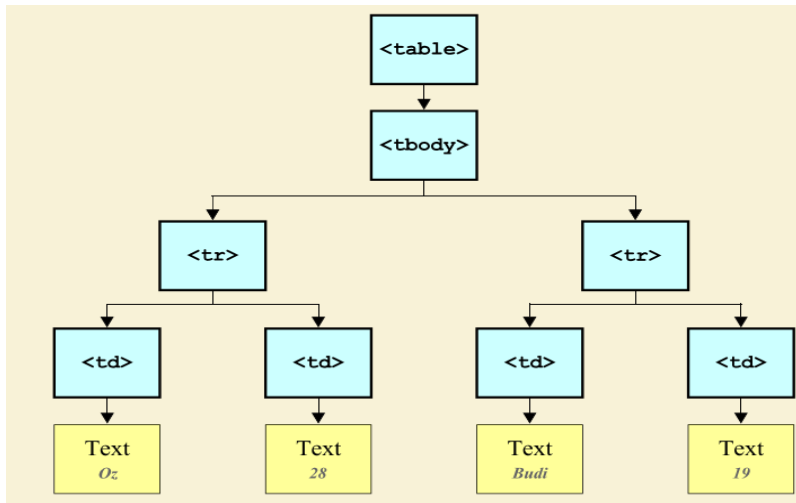 <table>
<tbody>
<tr> <tr>
<td> <td> <td> <td>
Text Text Text Text
Oz 28 Budi 19